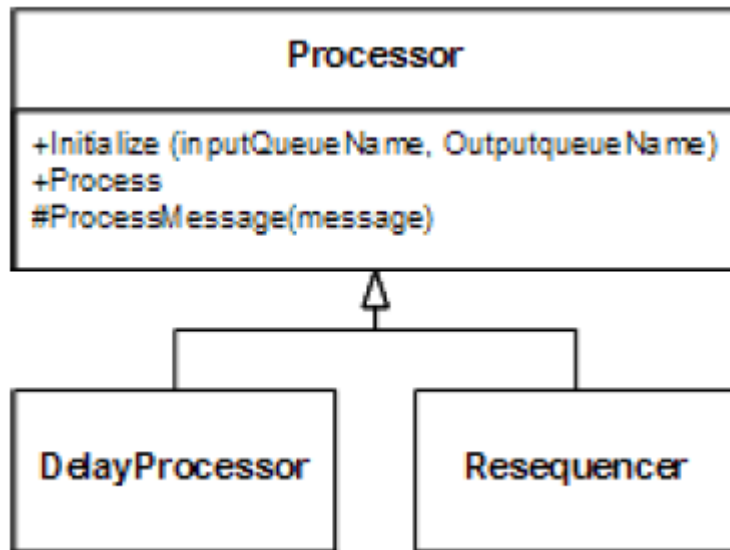 Processor
+Initialize (inputQueueName, OutputqueueName)
+Process
#ProcessMessage(message)
DelayProcessor
Resequencer